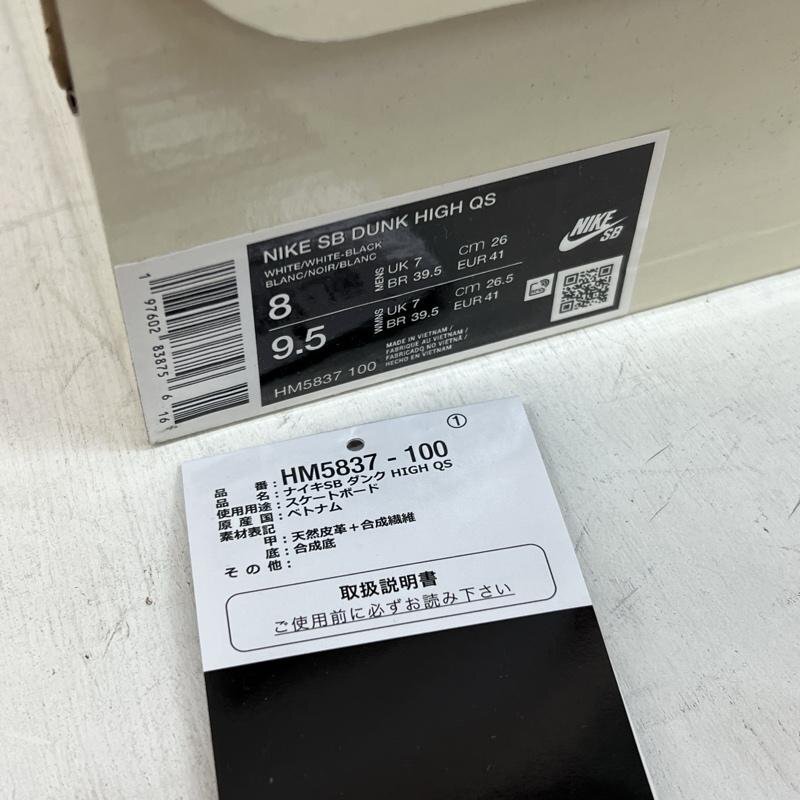 NIKE SB DUNK HIGH QS
WHITE/WHITE-BLACK
BLANC/NOIR/BLANC
8
MENS
UK 7
BR 39.5
cm 26
EUR 41
9.5
WMNS
UK 7
BR 39.5
cm 26.5
EUR 41
HM5837 100
MADE IN VIETNAM /
FABRIQUÉ AU VIETNAM /
FABRICADO NO VIETNÃ /
HECHO EN VIETNAM
NIKE
SB
1 97602 83875 6 16
①
HM5837 - 100
品番:
品名:ナイキSB ダンク HIGH QS
使用用途:スケートボード
原産国:ベトナム
素材表記
甲:天然皮革+合成繊維
底:合成底
その他:
取扱説明書
ご使用前に必ずお読み下さい